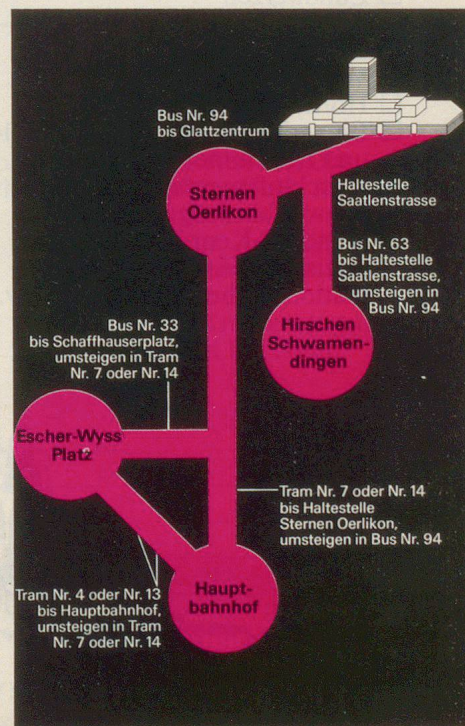 Bus Nr. 94
bis Glattzentrum
Sternen
Oerlikon
Haltestelle
Saatlenstrasse
Bus Nr. 63
bis Haltestelle
Saatlenstrasse,
umsteigen in
Bus Nr. 94
Hirschen
Schwamen-
dingen
Bus Nr. 33
bis Schaffhauserplatz,
umsteigen in Tram
Nr. 7 oder Nr. 14
Escher-Wyss
Platz
Tram Nr. 7 oder Nr. 14
bis Haltestelle
Sternen Oerlikon,
umsteigen in Bus Nr. 94
Haupt-
bahnhof
Tram Nr. 4 oder Nr. 13
bis Hauptbahnhof,
umsteigen in Tram
Nr. 7 oder Nr. 14